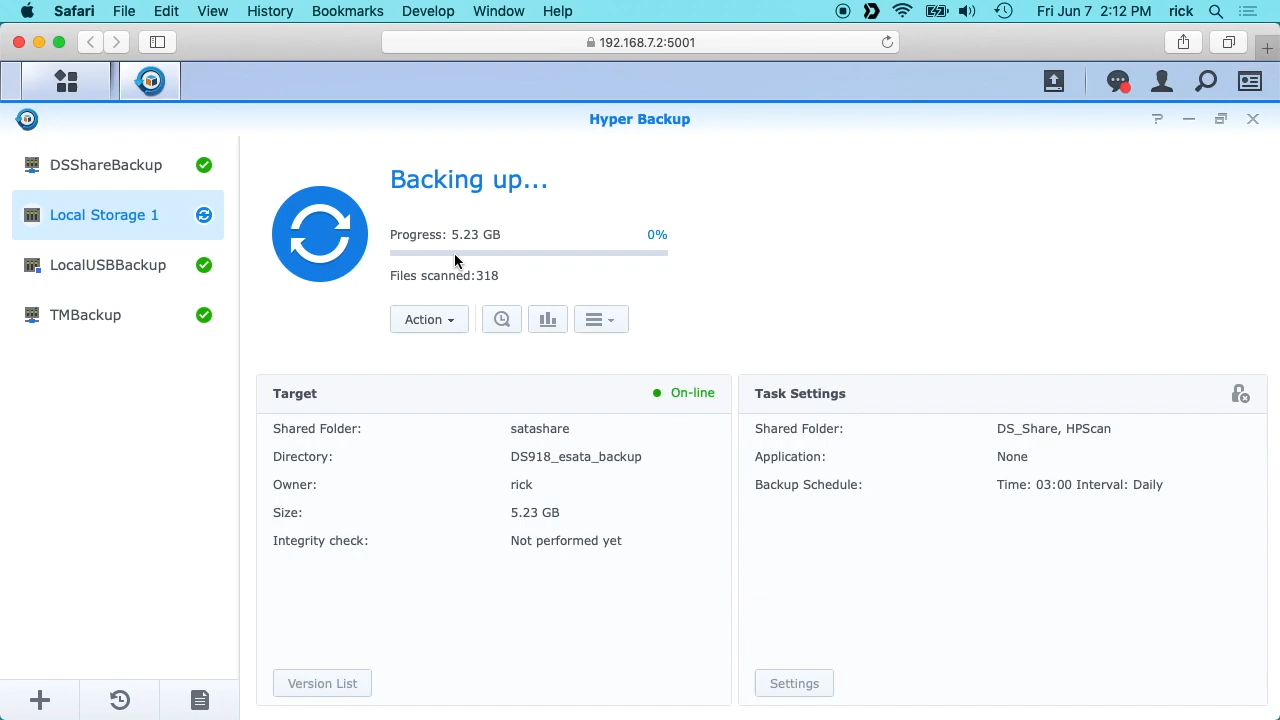 Safari File Edit View History Bookmarks Develop Window Help Fri Jun 7 2:12 PM rick
192.168.7.2:5001
Hyper Backup
DSShareBackup
Local Storage 1
LocalUSBBackup
TMBackup
Backing up...
Progress: 5.23 GB 0%
Files scanned:318
Action
Target On-line
Shared Folder: satashare
Directory: DS918_esata_backup
Owner: rick
Size: 5.23 GB
Integrity check: Not performed yet
Version List
Task Settings
Shared Folder: DS_Share, HPScan
Application: None
Backup Schedule: Time: 03:00 Interval: Daily
Settings